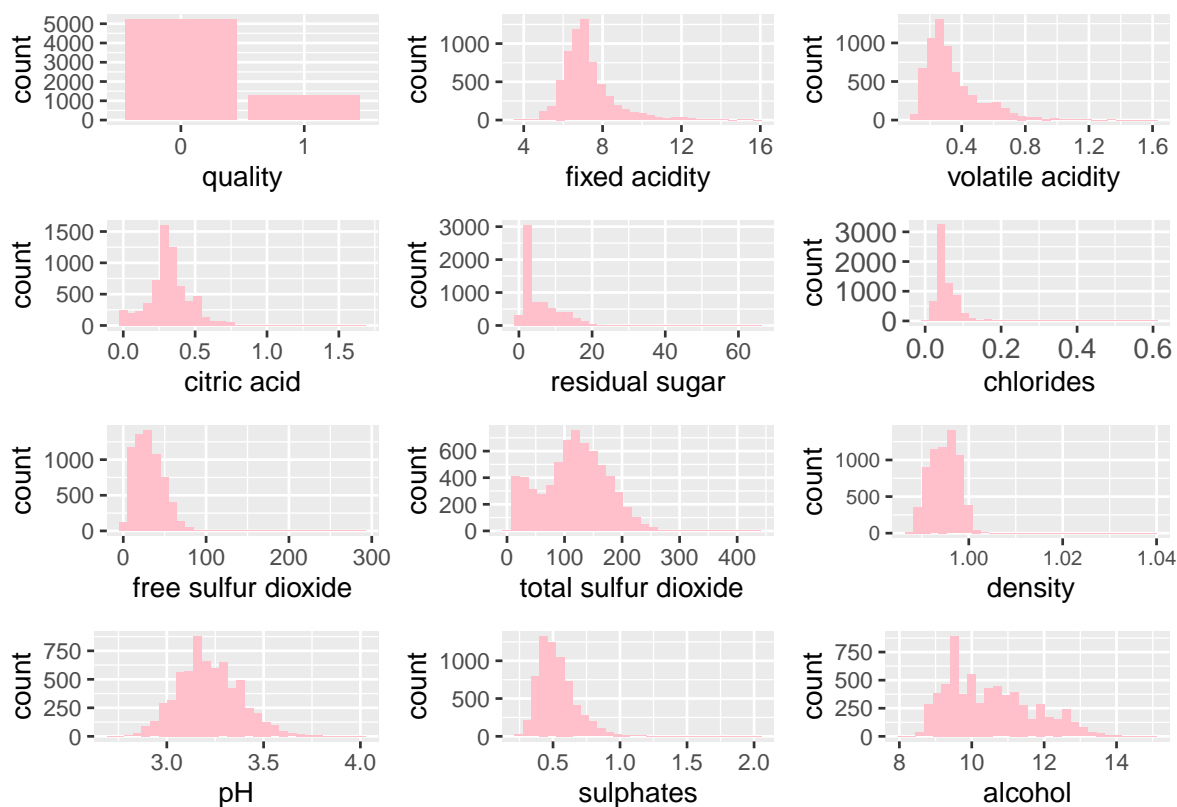 count
5000
4000
3000
2000
1000
0
0 1
quality
count
1000
500
0
4 8 12 16
fixed acidity
count
1000
500
0
0.4 0.8 1.2 1.6
volatile acidity
count
1500
1000
500
0
0.0 0.5 1.0 1.5
citric acid
count
3000
2000
1000
0
0 20 40 60
residual sugar
count
3000
2000
1000
0
0.0 0.2 0.4 0.6
chlorides
count
1000
500
0
0 100 200 300
free sulfur dioxide
count
600
400
200
0
0 100 200 300 400
total sulfur dioxide
count
1000
500
0
1.00 1.02 1.04
density
count
750
500
250
0
3.0 3.5 4.0
pH
count
1000
500
0
0.5 1.0 1.5 2.0
sulphates
count
750
500
250
0
8 10 12 14
alcohol